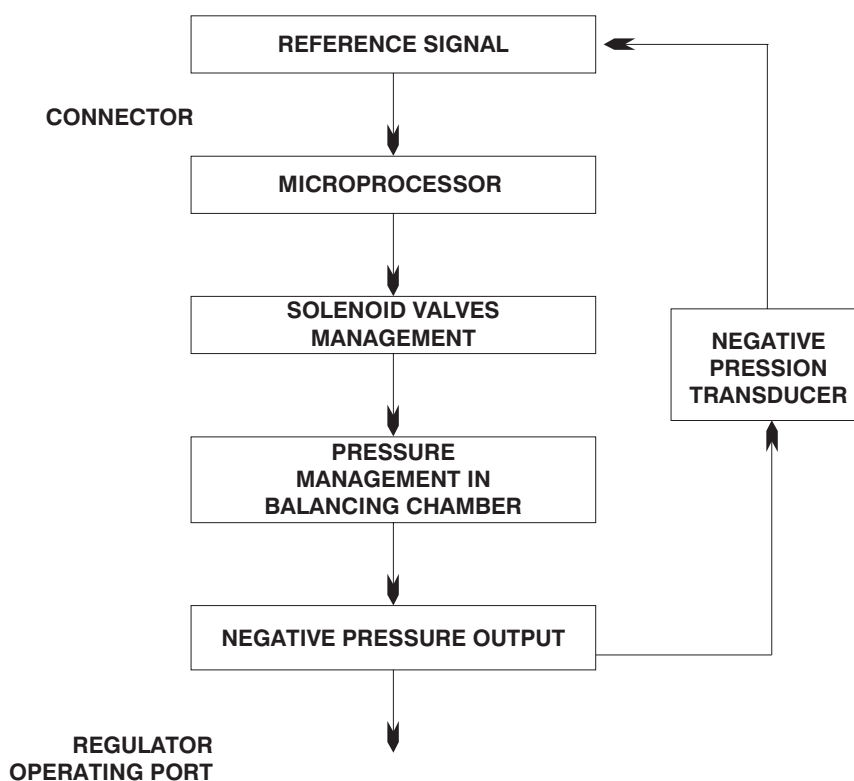 REFERENCE SIGNAL
CONNECTOR
MICROPROCESSOR
SOLENOID VALVES
MANAGEMENT
NEGATIVE
PRESSION
TRANSDUCER
PRESSURE
MANAGEMENT IN
BALANCING CHAMBER
NEGATIVE PRESSURE OUTPUT
REGULATOR
OPERATING PORT